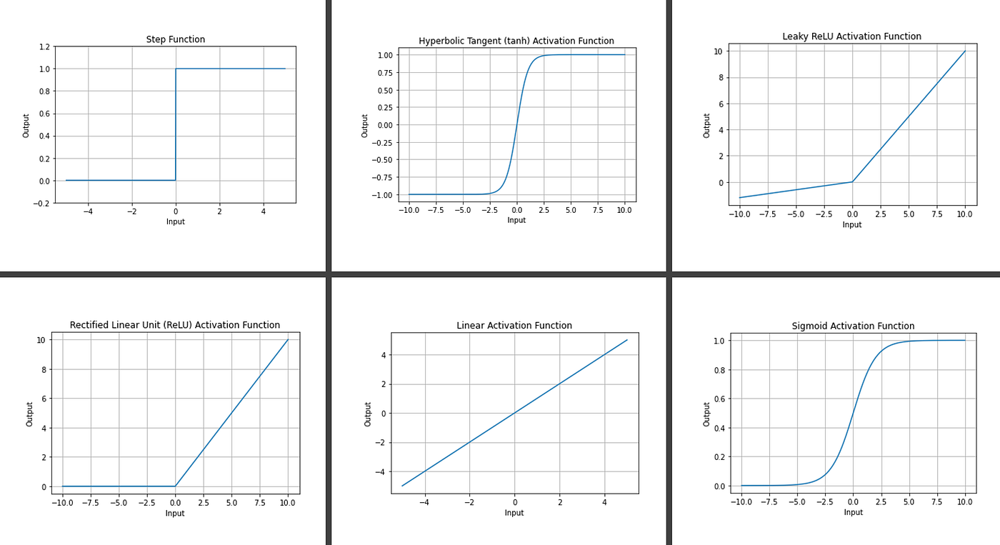 Step Function
1.2
1.0
0.8
0.6
0.4
0.2
0.0
−0.2
Output
−4 −2 0 2 4
Input
Hyperbolic Tangent (tanh) Activation Function
1.00
0.75
0.50
0.25
0.00
−0.25
−0.50
−0.75
−1.00
Output
−10.0 −7.5 −5.0 −2.5 0.0 2.5 5.0 7.5 10.0
Input
Leaky ReLU Activation Function
10
8
6
4
2
0
Output
−10.0 −7.5 −5.0 −2.5 0.0 2.5 5.0 7.5 10.0
Input
Rectified Linear Unit (ReLU) Activation Function
10
8
6
4
2
0
Output
−10.0 −7.5 −5.0 −2.5 0.0 2.5 5.0 7.5 10.0
Input
Linear Activation Function
4
2
0
−2
−4
Output
−4 −2 0 2 4
Input
Sigmoid Activation Function
1.0
0.8
0.6
0.4
0.2
0.0
Output
−10.0 −7.5 −5.0 −2.5 0.0 2.5 5.0 7.5 10.0
Input